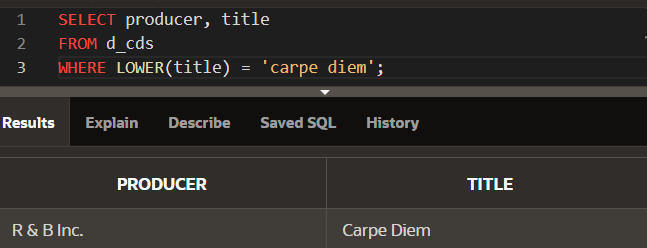 1 SELECT producer, title
2 FROM d_cds
3 WHERE LOWER(title) = 'carpe diem';
Results Explain Describe Saved SQL History
PRODUCER TITLE
R & B Inc. Carpe Diem